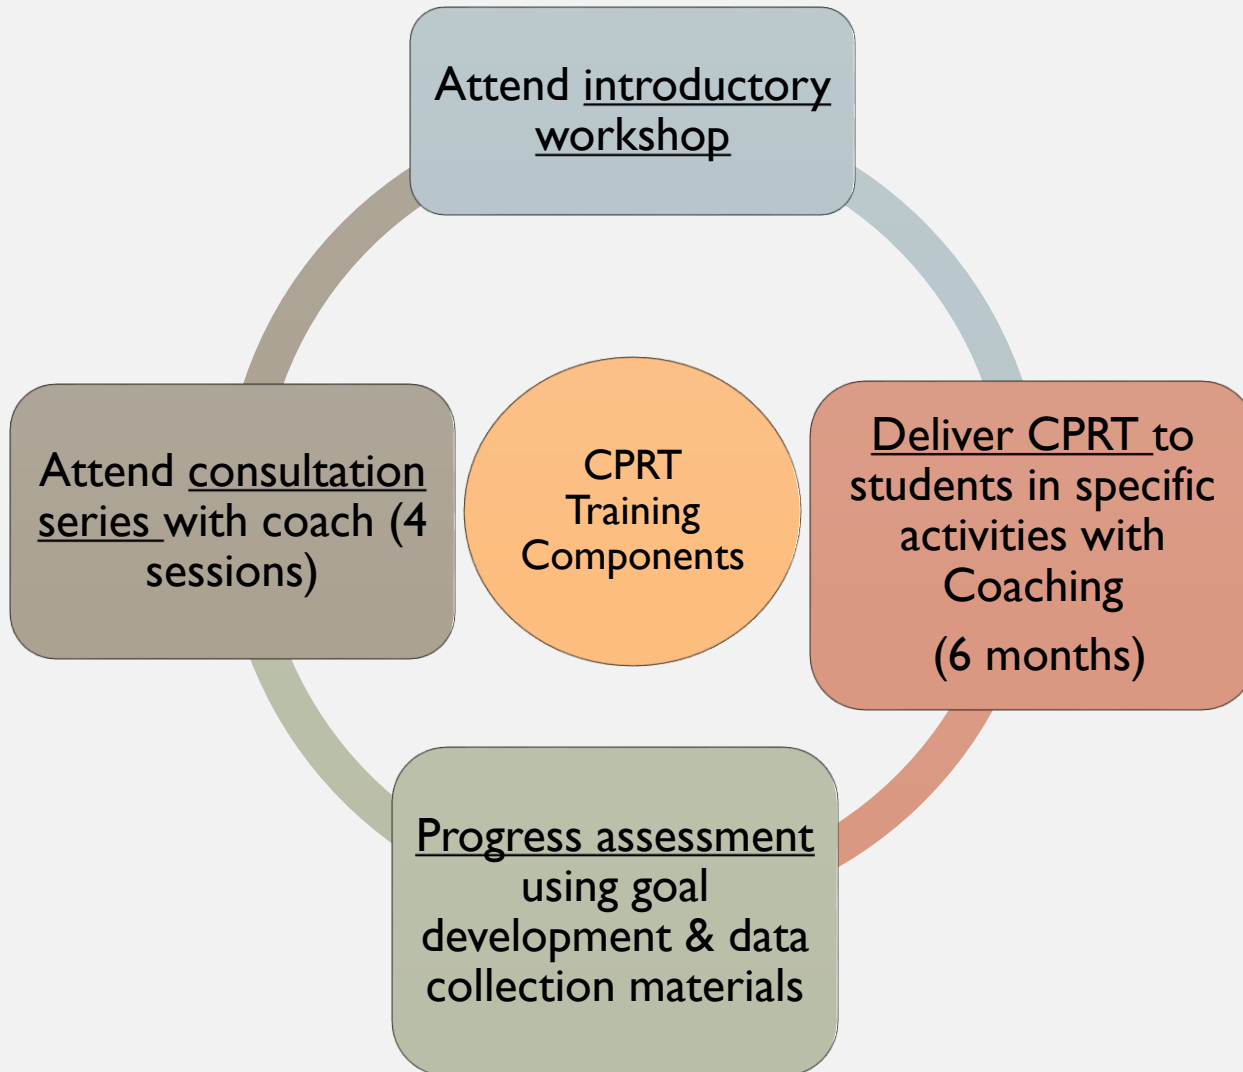 Attend introductory
workshop
Deliver CPRT to
students in specific
activities with
Coaching
(6 months)
Progress assessment
using goal
development & data
collection materials
Attend consultation
series with coach (4
sessions)
CPRT
Training
Components